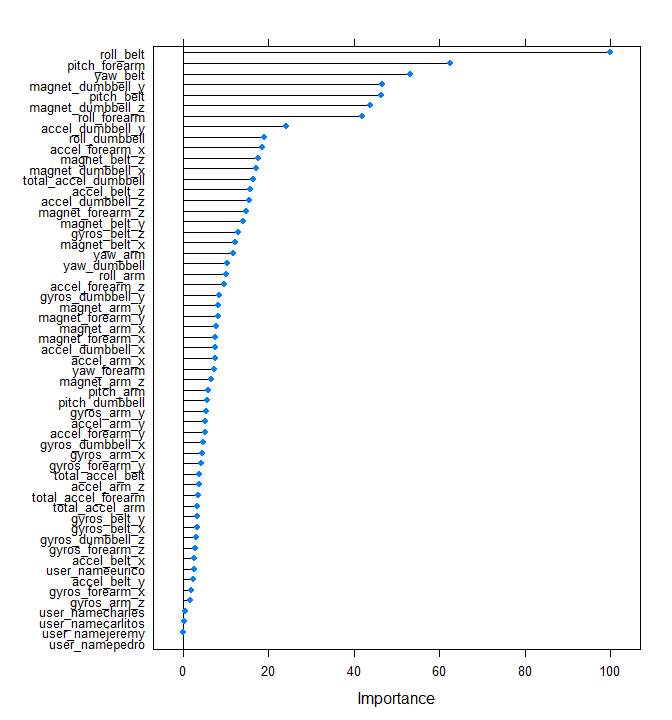 roll_belt
pitch_forearm
yaw_belt
magnet_dumbbell_y
pitch_belt
magnet_dumbbell_z
roll_forearm
accel_dumbbell_y
roll_dumbbell
accel_forearm_x
magnet_belt_z
magnet_dumbbell_x
total_accel_dumbbell
accel_belt_z
accel_dumbbell_z
magnet_forearm_z
magnet_belt_y
gyros_belt_z
magnet_belt_x
yaw_arm
yaw_dumbbell
roll_arm
accel_forearm_z
gyros_dumbbell_y
magnet_arm_y
magnet_forearm_y
magnet_arm_x
magnet_forearm_x
accel_dumbbell_x
accel_arm_x
yaw_forearm
magnet_arm_z
pitch_arm
pitch_dumbbell
gyros_arm_y
accel_arm_y
accel_forearm_y
gyros_dumbbell_x
gyros_arm_x
gyros_forearm_y
total_accel_belt
accel_arm_z
total_accel_forearm
total_accel_arm
gyros_belt_y
gyros_belt_x
gyros_dumbbell_z
gyros_forearm_z
accel_belt_x
user_nameeurico
accel_belt_y
gyros_forearm_x
gyros_arm_z
user_namecharles
user_namecarlitos
user_namejeremy
user_namepedro
0 20 40 60 80 100
Importance